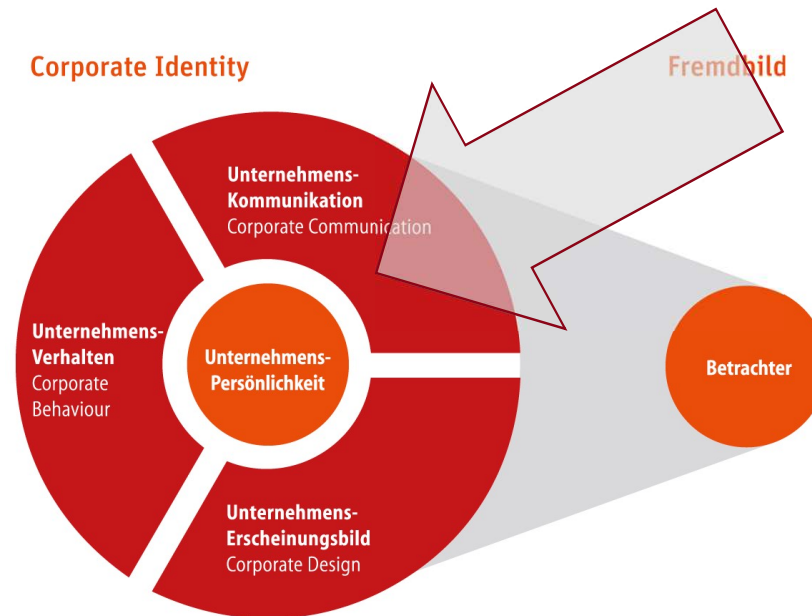 Corporate Identity
Fremdbild
Unternehmens-
Kommunikation
Corporate Communication
Unternehmens-
Verhalten
Corporate
Behaviour
Unternehmens-
Persönlichkeit
Betrachter
Unternehmens-
Erscheinungsbild
Corporate Design